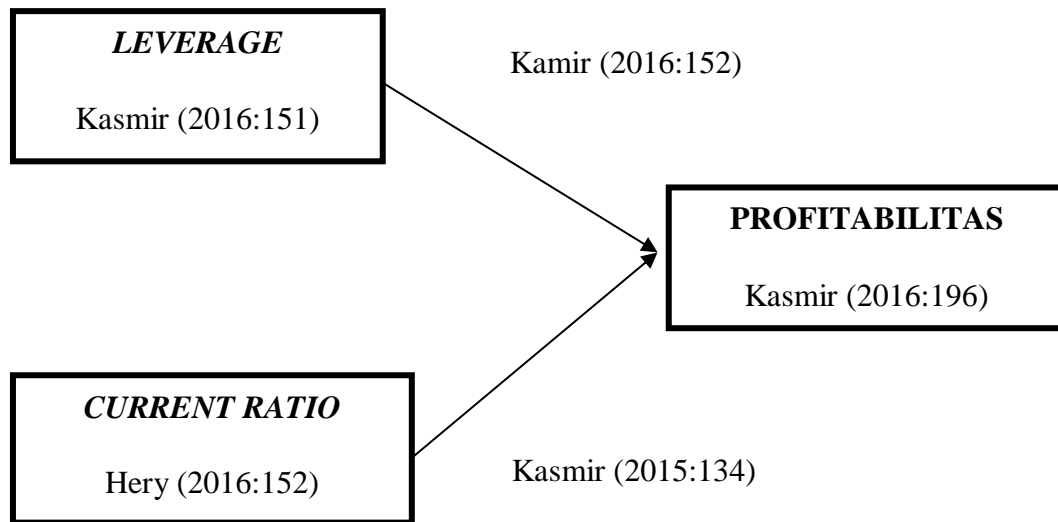 LEVERAGE
Kasmir (2016:151)
Kamir (2016:152)
PROFITABILITAS
Kasmir (2016:196)
CURRENT RATIO
Hery (2016:152)
Kasmir (2015:134)